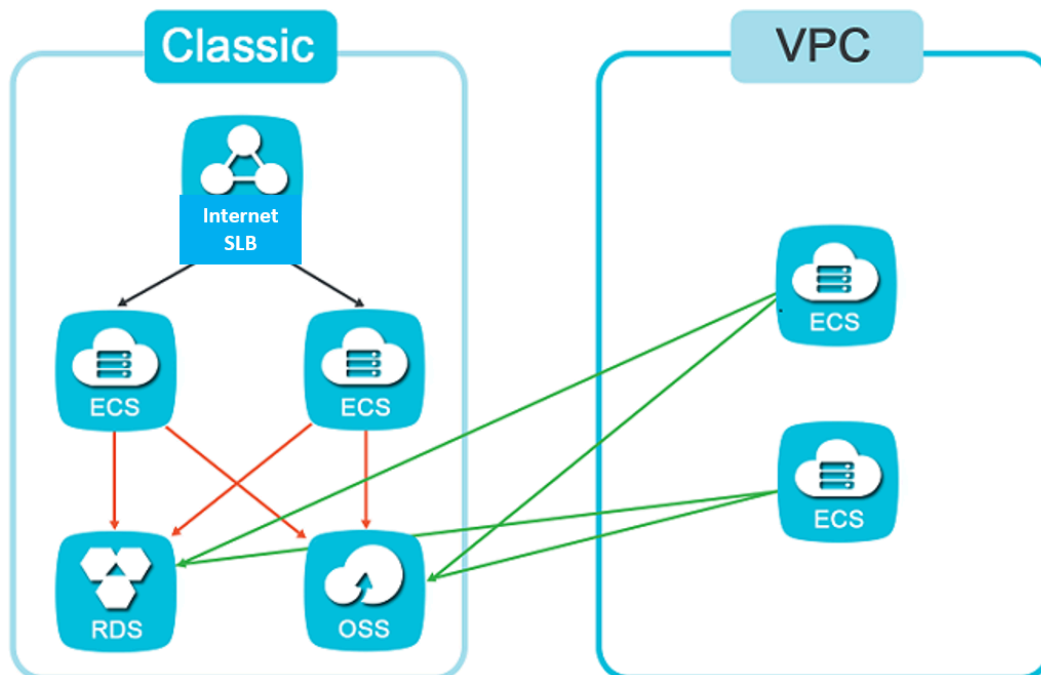 Classic
VPC
Internet
SLB
ECS
ECS
ECS
ECS
RDS
OSS